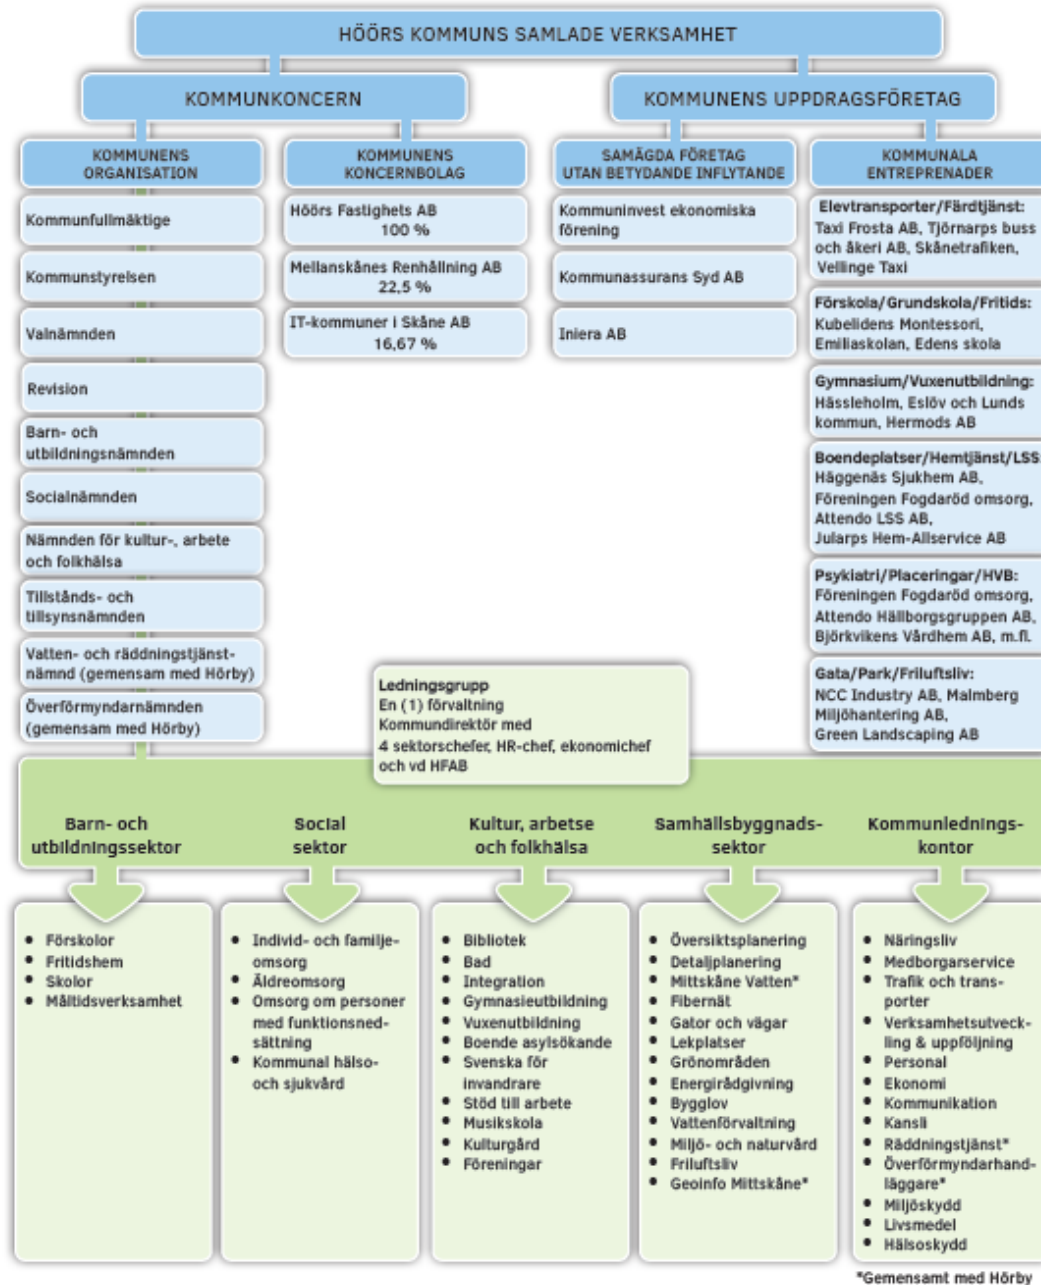 HÖÖRS KOMMUNS SAMLADE VERKSAMHET
KOMMUNKONCERN
KOMMUNENS UPPDRAGSFÖRETAG
KOMMUNENS
ORGANISATION
Kommunfullmäktige
Kommunstyrelsen
Valnämnden
Revision
Barn- och
utbildningsnämnden
Socialnämnden
Nämnden för kultur-, arbete
och folkhälsa
Tillstånds- och
tillsynsnämnden
Vatten- och räddningstjänst-
nämnd (gemensam med Hörby)
Överförmyndarnämnden
(gemensam med Hörby)
KOMMUNENS
KONCERNBOLAG
Höörs Fastighets AB
100 %
Mellanskånes Renhållning AB
22,5 %
IT-kommuner i Skåne AB
16,67 %
SAMÄGDA FÖRETAG
UTAN BETYDANDE INFLYTANDE
Kommuninvest ekonomiska
förening
Kommunassurans Syd AB
Iniera AB
KOMMUNALA
ENTREPRENADER
Elevtransporter/Färdtjänst:
Taxi Frosta AB, Tjörnarps buss
och åkeri AB, Skånetrafiken,
Vellinge Taxi
Förskola/Grundskola/Fritids:
Kubelidens Montessori,
Emiliaskolan, Edens skola
Gymnasium/Vuxenutbildning:
Hässleholm, Eslöv och Lunds
kommun, Hermods AB
Boendeplatser/Hemtjänst/LSS:
Häggenäs Sjukhem AB,
Föreningen Fogdaröd omsorg,
Attendo LSS AB,
Jularps Hem-Allservice AB
Psykiatri/Placeringar/HVB:
Föreningen Fogdaröd omsorg,
Attendo Hällborgsgruppen AB,
Björkvikens Vårdhem AB, m.fl.
Gata/Park/Friluftsliv:
NCC Industry AB, Malmberg
Miljöhantering AB,
Green Landscaping AB
Ledningsgrupp
En (1) förvaltning
Kommundirektör med
4 sektorschefer, HR-chef, ekonomichef
och vd HFAB
Barn- och
utbildningssektor
• Förskolor
• Fritidshem
• Skolor
• Måltidsverksamhet
Social
sektor
• Individ- och familje-
omsorg
• Äldreomsorg
• Omsorg om personer
med funktionsned-
sättning
• Kommunal hälso-
och sjukvård
Kultur, arbetse
och folkhälsa
• Bibliotek
• Bad
• Integration
• Gymnasieutbildning
• Vuxenutbildning
• Boende asylsökande
• Svenska för
invandrare
• Stöd till arbete
• Musikskola
• Kulturgård
• Föreningar
Samhällsbyggnads-
sektor
• Översiktsplanering
• Detaljplanering
• Mittskåne Vatten*
• Fibernät
• Gator och vägar
• Lekplatser
• Grönområden
• Energirådgivning
• Bygglov
• Vattenförvaltning
• Miljö- och naturvård
• Friluftsliv
• Geoinfo Mittskåne*
Kommunlednings-
kontor
• Näringsliv
• Medborgarservice
• Trafik och trans-
porter
• Verksamhetsutveck-
ling & uppföljning
• Personal
• Ekonomi
• Kommunikation
• Kansli
• Räddningstjänst*
• Överförmyndarhand-
läggare*
• Miljöskydd
• Livsmedel
• Hälsoskydd
*Gemensamt med Hörby